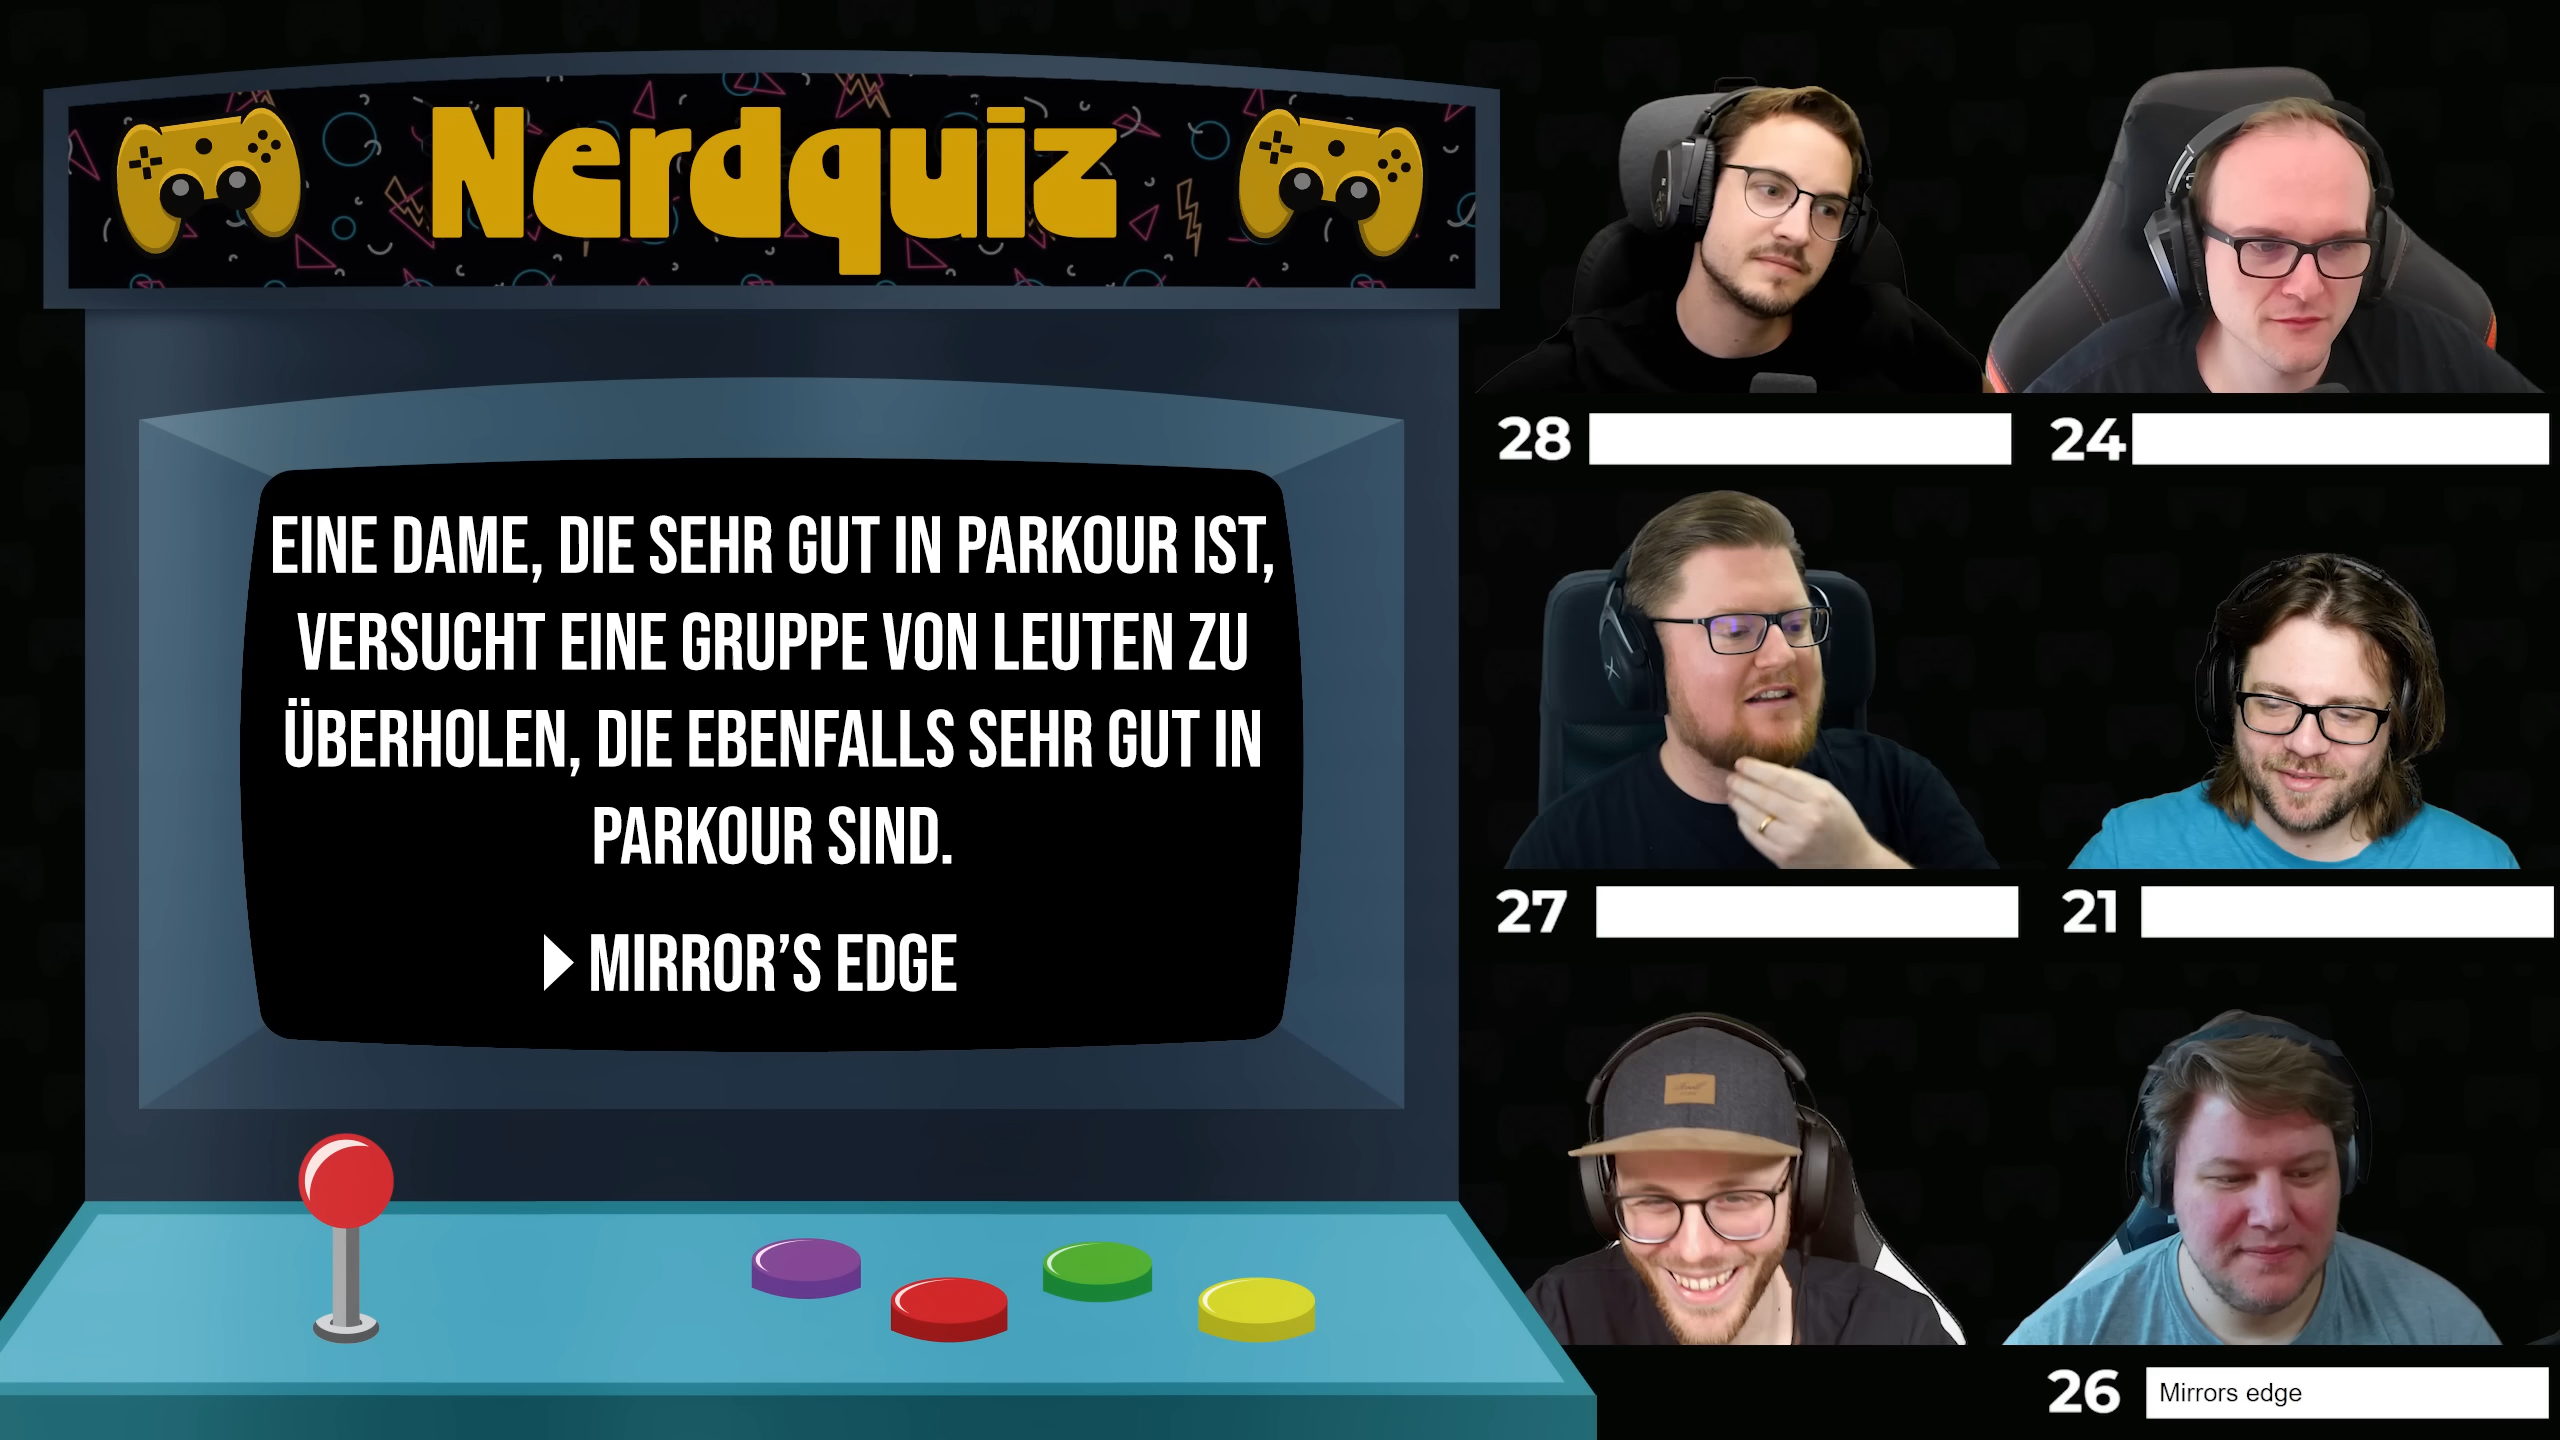 Nerdquiz
EINE DAME, DIE SEHR GUT IN PARKOUR IST,
VERSUCHT EINE GRUPPE VON LEUTEN ZU
ÜBERHOLEN, DIE EBENFALLS SEHR GUT IN
PARKOUR SIND.
MIRROR’S EDGE
28
24
27
21
26
Mirrors edge